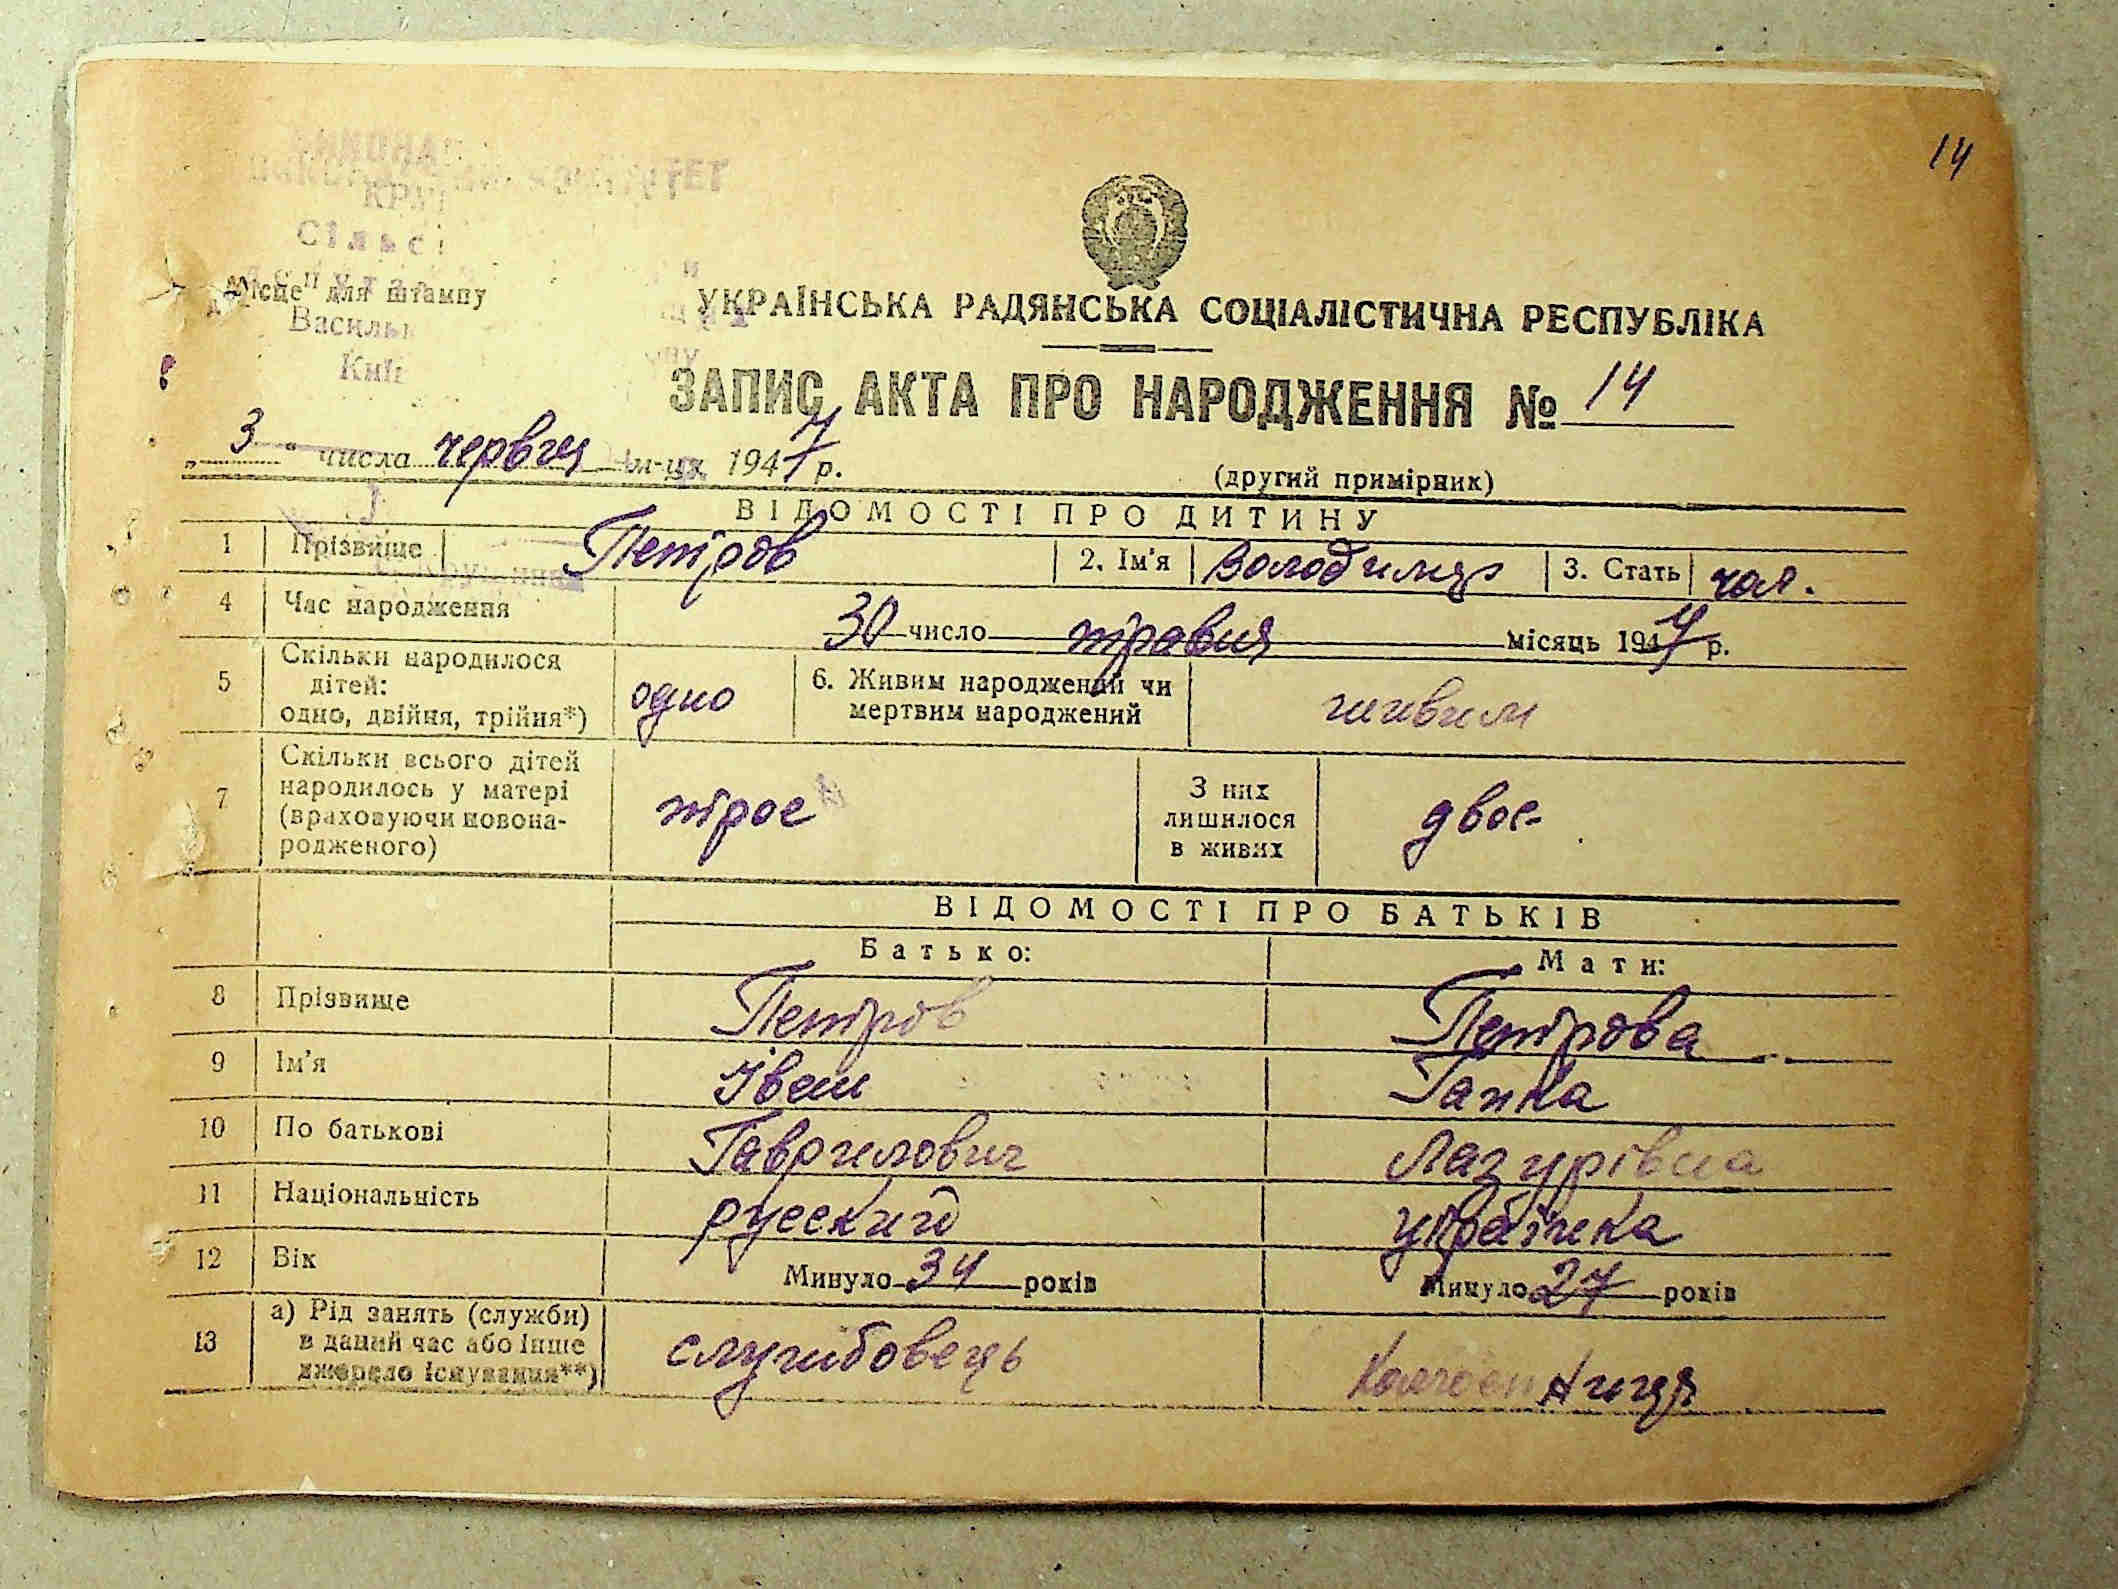 14
КОМІТЕТ
Місце для штампу
УКРАЇНСЬКА РАДЯНСЬКА СОЦІАЛІСТИЧНА РЕСПУБЛІКА
ЗАПИС АКТА ПРО НАРОДЖЕННЯ № 14
„ 3 “ числа червня м-ця 1947 р.
(другий примірник)
ВІДОМОСТІ ПРО ДИТИНУ
1 Прізвище Петров 2. Ім'я Володимир 3. Стать чол.
4 Час народження 30 число травня місяць 1947 р.
5 Скільки народилося
дітей:
одно, двійня, трійня*) одно 6. Живим народжений чи
мертвим народжений живим
7 Скільки всього дітей
народилось у матері
(враховуючи новона-
родженого) троє З них
лишилося
в живих двоє
ВІДОМОСТІ ПРО БАТЬКІВ
Батько: Мати:
8 Прізвище Петров Петрова
9 Ім'я Іван Ганна
10 По батькові Гаврилович Лазурівна
11 Національність русский українка
12 Вік Минуло 34 років Минуло 27 років
13 а) Рід занять (служби)
в даний час або інше
джерело існування**) службовець колгоспниця